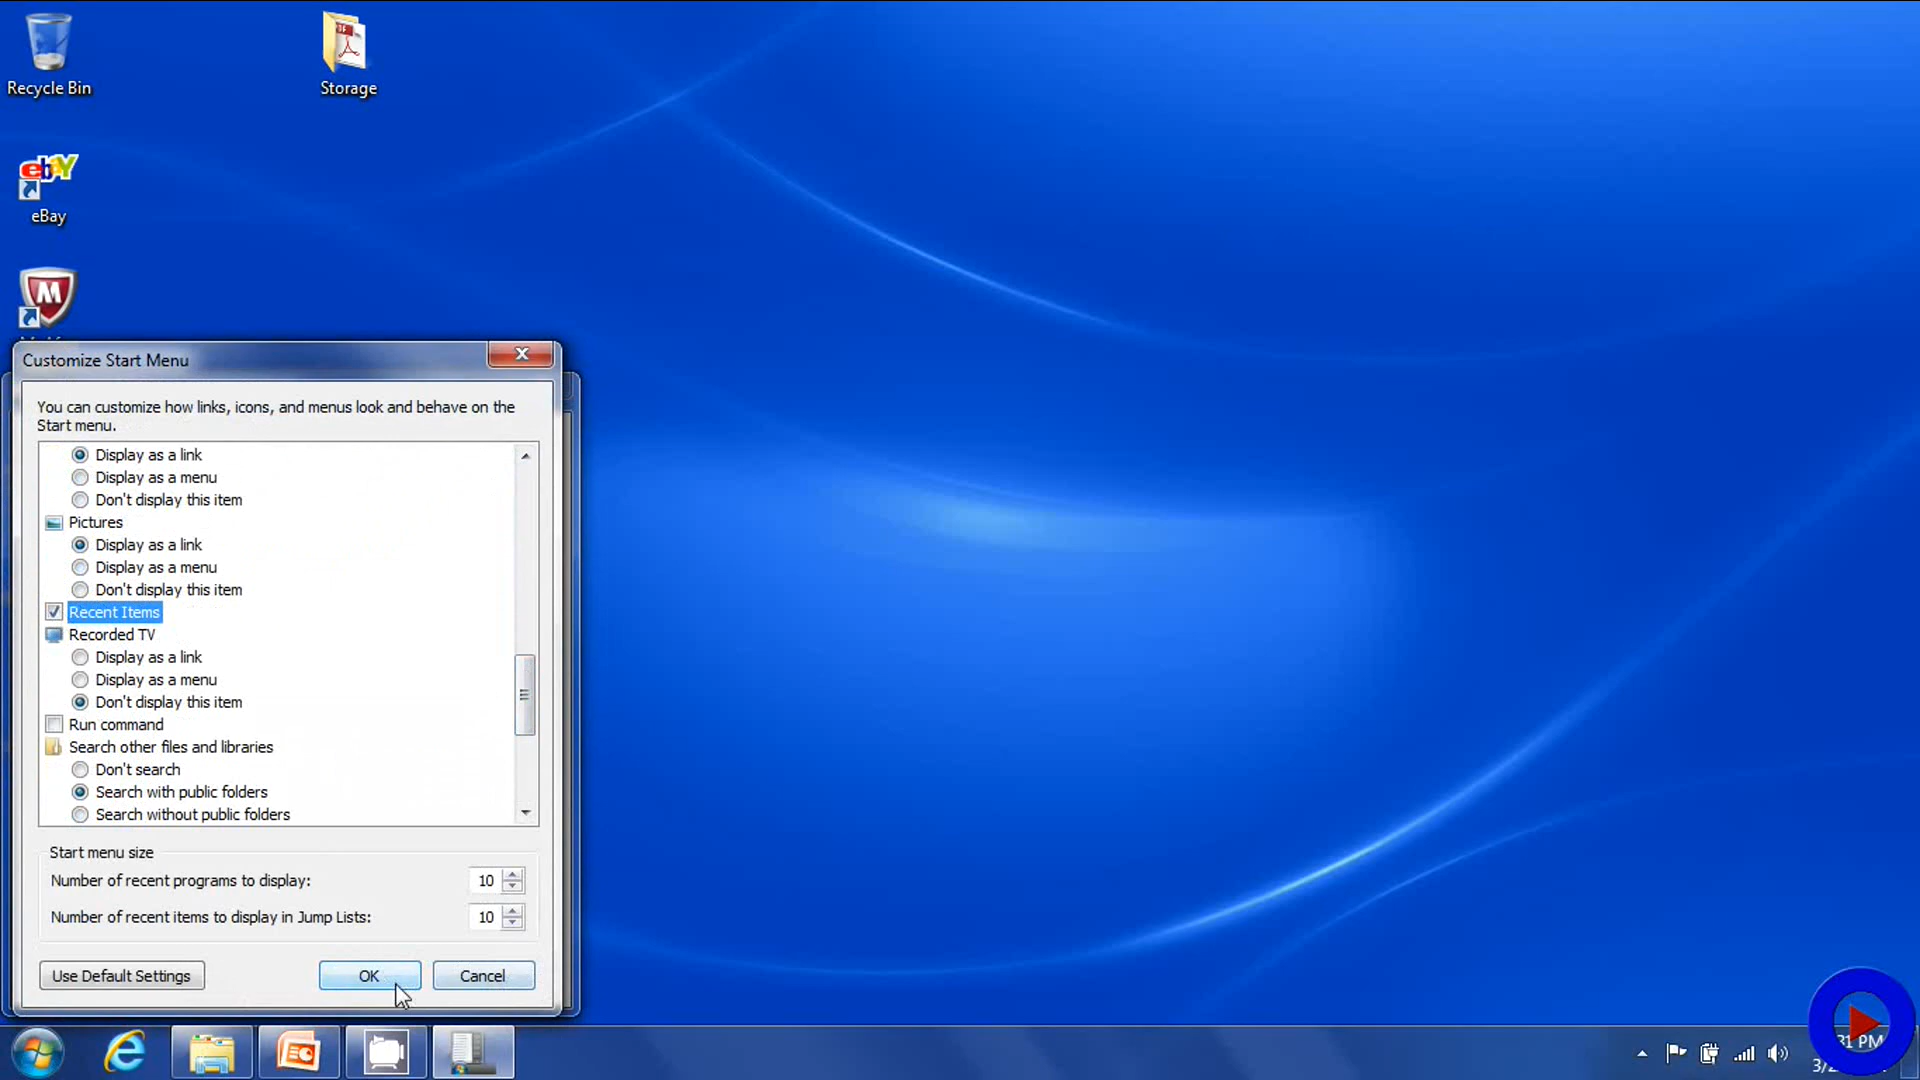 Recycle Bin
Storage
ebay
eBay
M
Customize Start Menu
You can customize how links, icons, and menus look and behave on the
Start menu.
Display as a link
Display as a menu
Don't display this item
Pictures
Display as a link
Display as a menu
Don't display this item
Recent Items
Recorded TV
Display as a link
Display as a menu
Don't display this item
Run command
Search other files and libraries
Don't search
Search with public folders
Search without public folders
Start menu size
Number of recent programs to display: 10
Number of recent items to display in Jump Lists: 10
Use Default Settings
OK
Cancel
31 PM